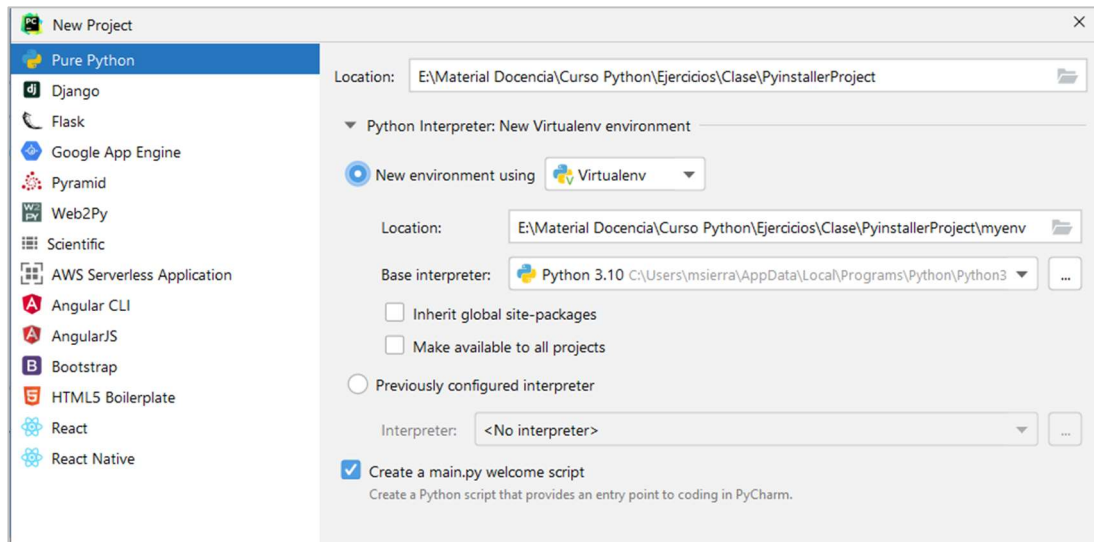 New Project
Pure Python
Django
Flask
Google App Engine
Pyramid
Web2Py
Scientific
AWS Serverless Application
Angular CLI
AngularJS
Bootstrap
HTML5 Boilerplate
React
React Native
Location: E:\Material Docencia\Curso Python\Ejercicios\Clase\PyinstallerProject
Python Interpreter: New Virtualenv environment
New environment using Virtualenv
Location: E:\Material Docencia\Curso Python\Ejercicios\Clase\PyinstallerProject\myenv
Base interpreter: Python 3.10 C:\Users\msierra\AppData\Local\Programs\Python\Python3 ...
Inherit global site-packages
Make available to all projects
Previously configured interpreter
Interpreter: <No interpreter> ...
Create a main.py welcome script
Create a Python script that provides an entry point to coding in PyCharm.